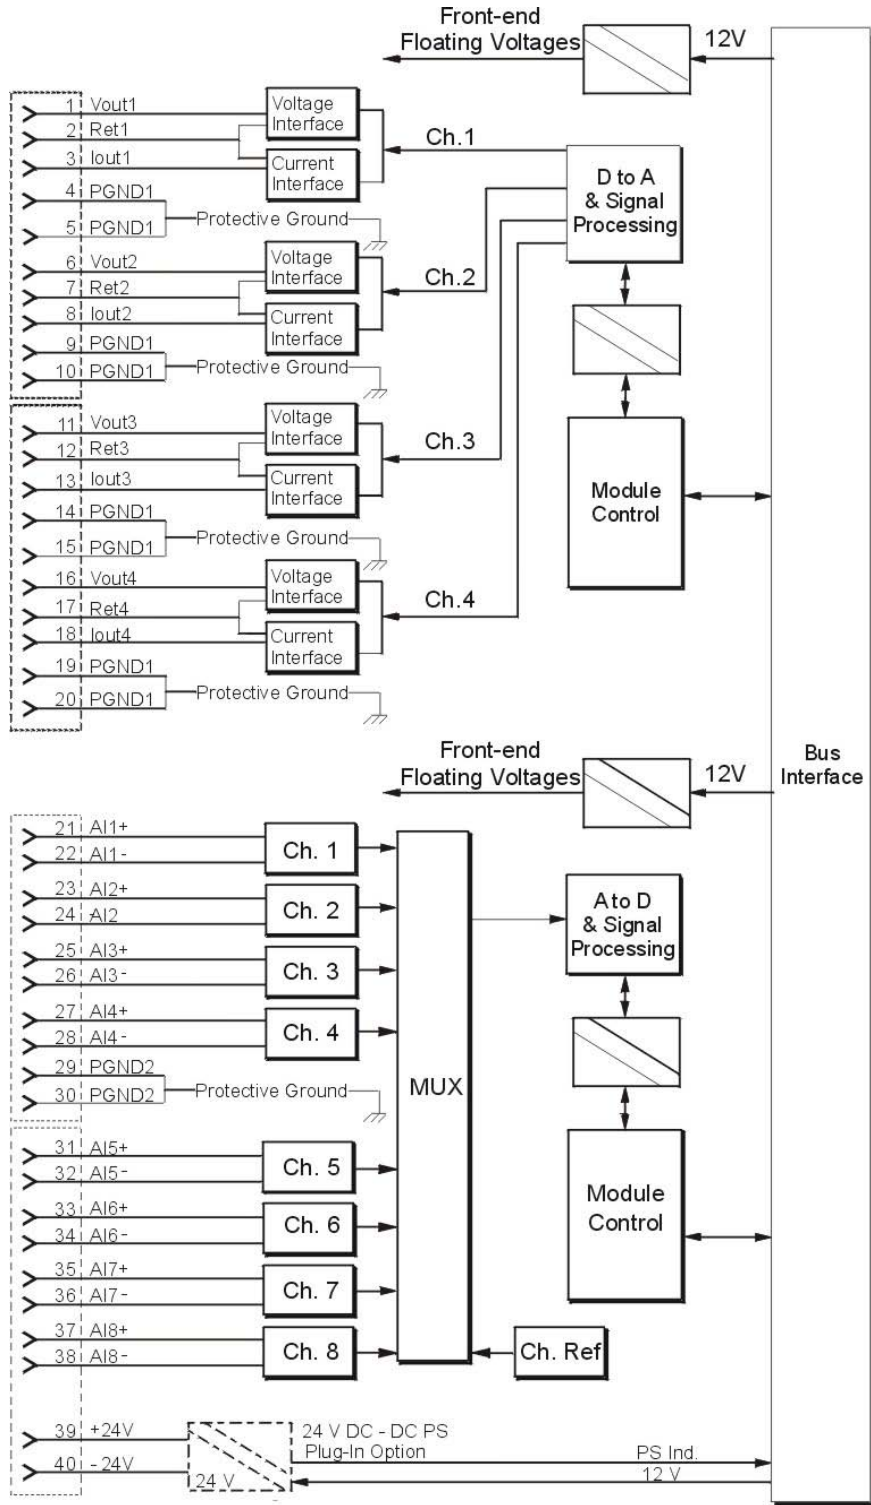 Front-end
Floating Voltages
12V
1 Vout1
2 Ret1
3 Iout1
4 PGND1
5 PGND1
Voltage
Interface
Current
Interface
Protective Ground
Ch.1
D to A
& Signal
Processing
6 Vout2
7 Ret2
8 Iout2
9 PGND1
10 PGND1
Voltage
Interface
Current
Interface
Protective Ground
Ch.2
11 Vout3
12 Ret3
13 Iout3
14 PGND1
15 PGND1
Voltage
Interface
Current
Interface
Protective Ground
Ch.3
Module
Control
16 Vout4
17 Ret4
18 Iout4
19 PGND1
20 PGND1
Voltage
Interface
Current
Interface
Protective Ground
Ch.4
Bus
Interface
Front-end
Floating Voltages
12V
21 AI1+
22 AI1-
Ch. 1
23 AI2+
24 AI2
Ch. 2
25 AI3+
26 AI3-
Ch. 3
27 AI4+
28 AI4-
Ch. 4
29 PGND2
30 PGND2
Protective Ground
MUX
A to D
& Signal
Processing
31 AI5+
32 AI5-
Ch. 5
33 AI6+
34 AI6-
Ch. 6
35 AI7+
36 AI7-
Ch. 7
37 AI8+
38 AI8-
Ch. 8
Module
Control
Ch. Ref
39 +24V
40 -24V
24 V
24 V DC - DC PS
Plug-In Option
PS Ind.
12 V